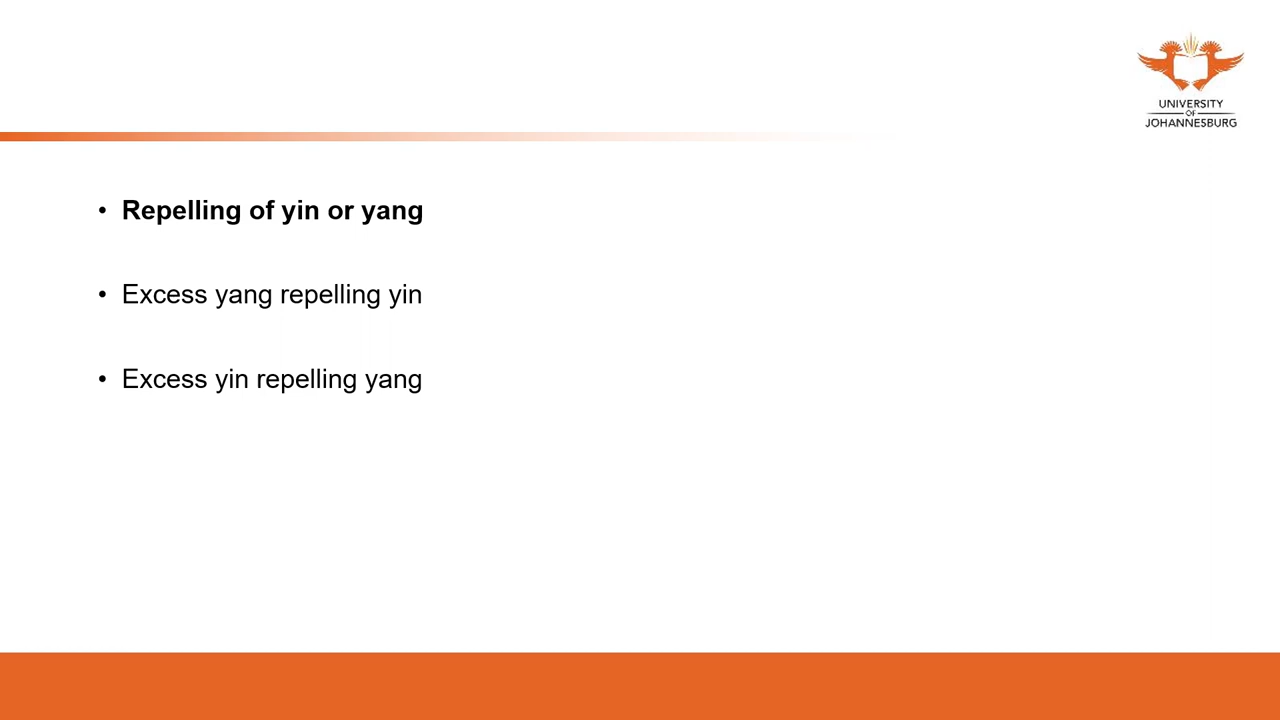 UNIVERSITY
OF
JOHANNESBURG
• Repelling of yin or yang
• Excess yang repelling yin
• Excess yin repelling yang